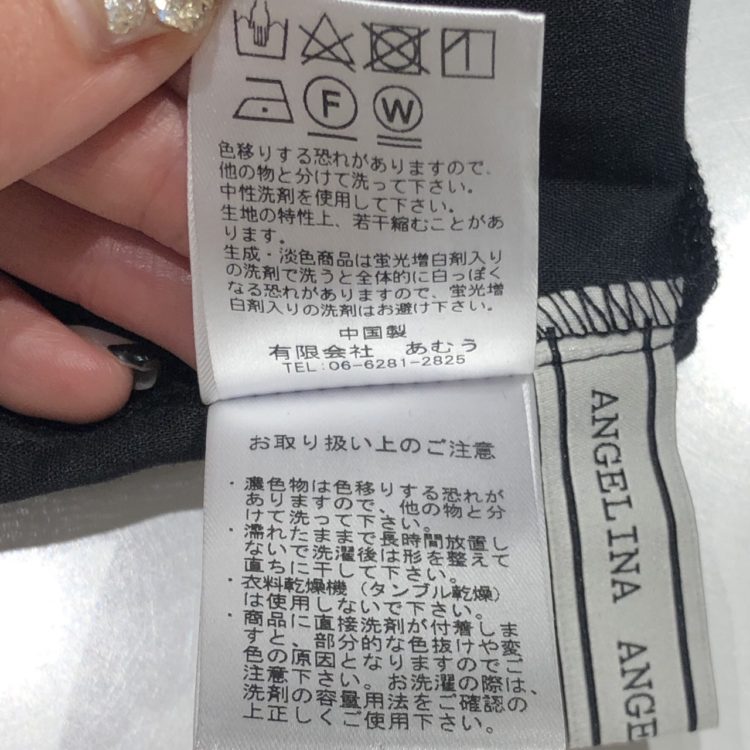 F W
色移りする恐れがありますので、
他の物と分けて洗って下さい。
中性洗剤を使用して下さい。
生地の特性上、若干縮むことがあ
ります。
生成・淡色商品は蛍光増白剤入り
の洗剤で洗うと全体的に白っぽく
なる恐れがありますので、蛍光増
白剤入りの洗剤はお避け下さい。
中国製
有限会社 あむう
TEL:06-6281-2825
お取り扱い上のご注意
・濃色物は色移りする恐れが
ありますので、他の物と分
けて洗って下さい。
・濡れたままで長時間放置し
ないで洗濯後は形を整えて
直ちに干して下さい。
・衣料乾燥機（タンブル乾燥）
は使用しないで下さい。
・商品に直接洗剤が付着しま
すと、部分的な色抜けや変
色の原因となりますのでご
注意下さい。お洗濯の際は、
洗剤の容量用法をご確認の
上正しくご使用下さい。
ANGELINA ANGE